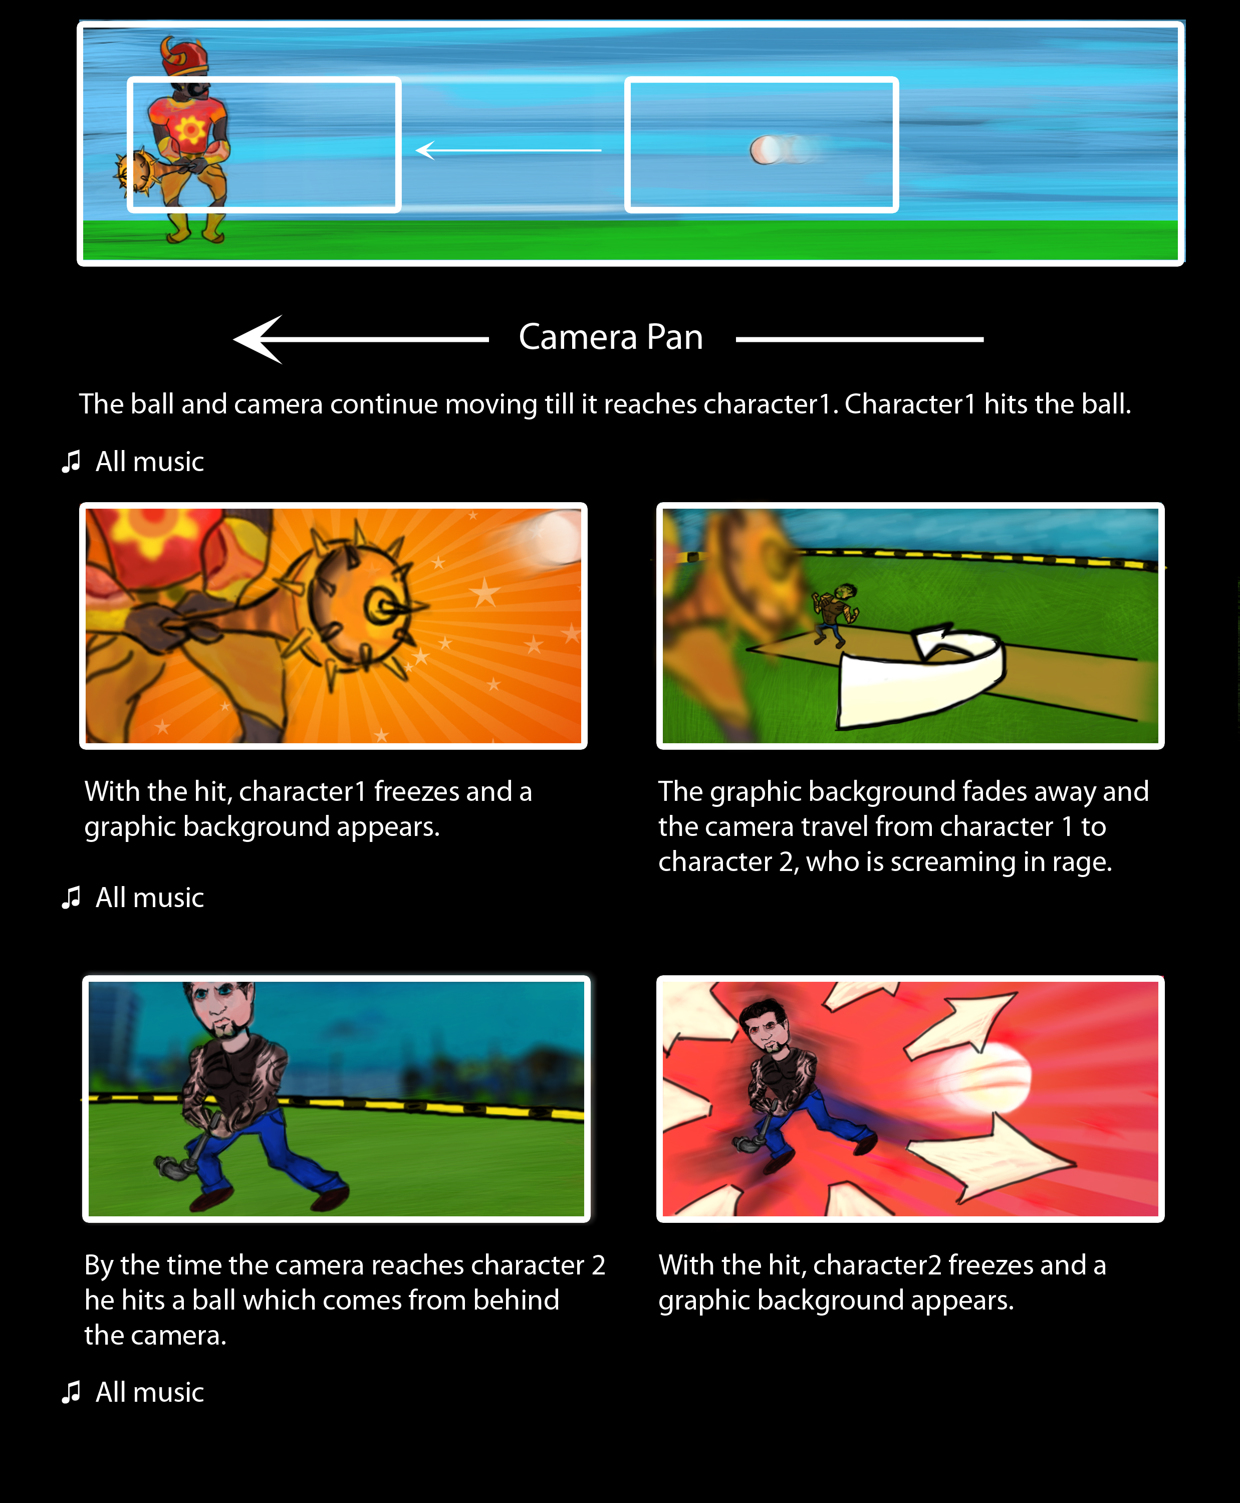 Camera Pan
The ball and camera continue moving till it reaches character1. Character1 hits the ball.
♫ All music
With the hit, character1 freezes and a
graphic background appears.
♫ All music
The graphic background fades away and
the camera travel from character 1 to
character 2, who is screaming in rage.
By the time the camera reaches character 2
he hits a ball which comes from behind
the camera.
♫ All music
With the hit, character2 freezes and a
graphic background appears.